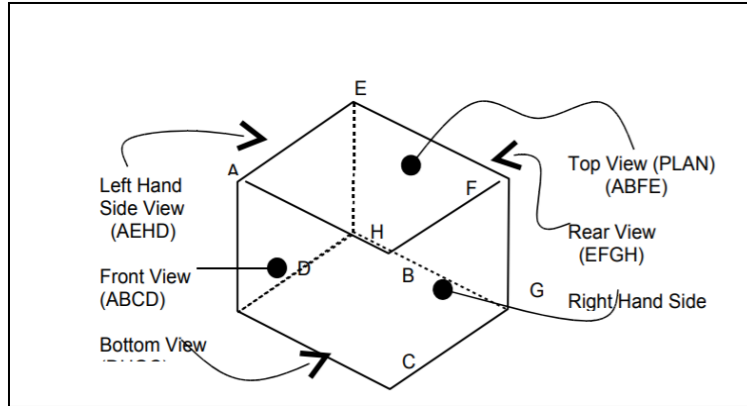 E
A
F
Top View (PLAN)
(ABFE)
Left Hand
Side View
(AEHD)
H
Rear View
(EFGH)
D
B
G
Front View
(ABCD)
Right Hand Side
Bottom View
C